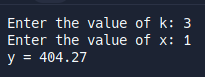 Enter the value of k: 3
Enter the value of x: 1
y = 404.27